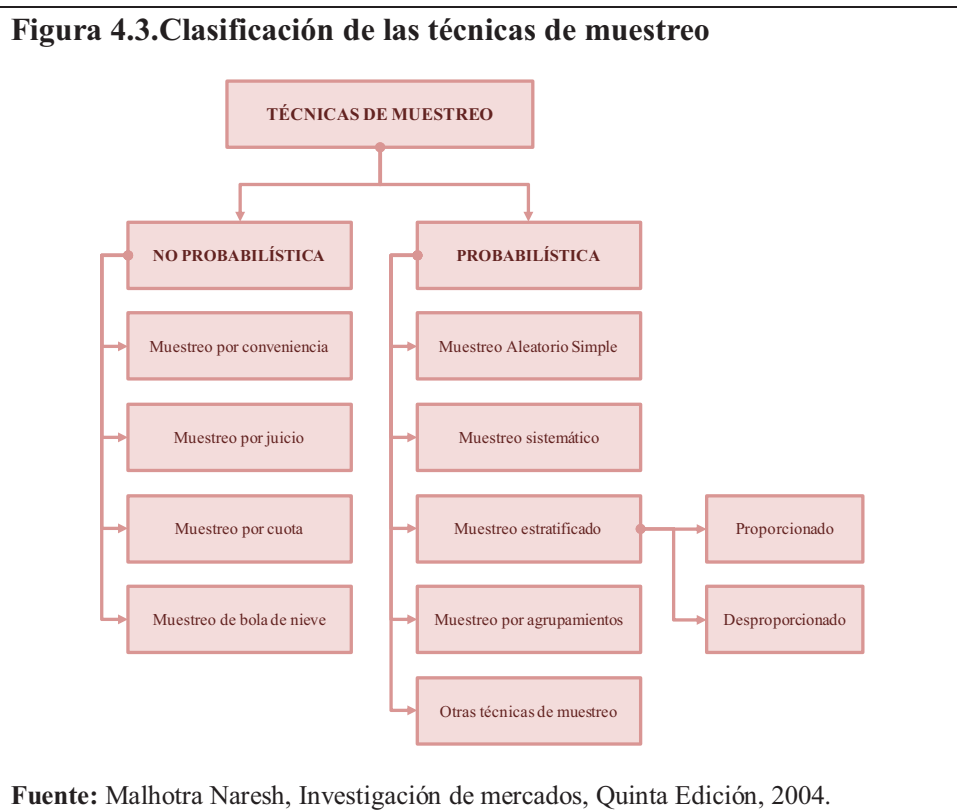 Figura 4.3.Clasificación de las técnicas de muestreo
TÉCNICAS DE MUESTREO
NO PROBABILÍSTICA
Muestreo por conveniencia
Muestreo por juicio
Muestreo por cuota
Muestreo de bola de nieve
PROBABILÍSTICA
Muestreo Aleatorio Simple
Muestreo sistemático
Muestreo estratificado
Proporcionado
Desproporcionado
Muestreo por agrupamientos
Otras técnicas de muestreo
Fuente: Malhotra Naresh, Investigación de mercados, Quinta Edición, 2004.